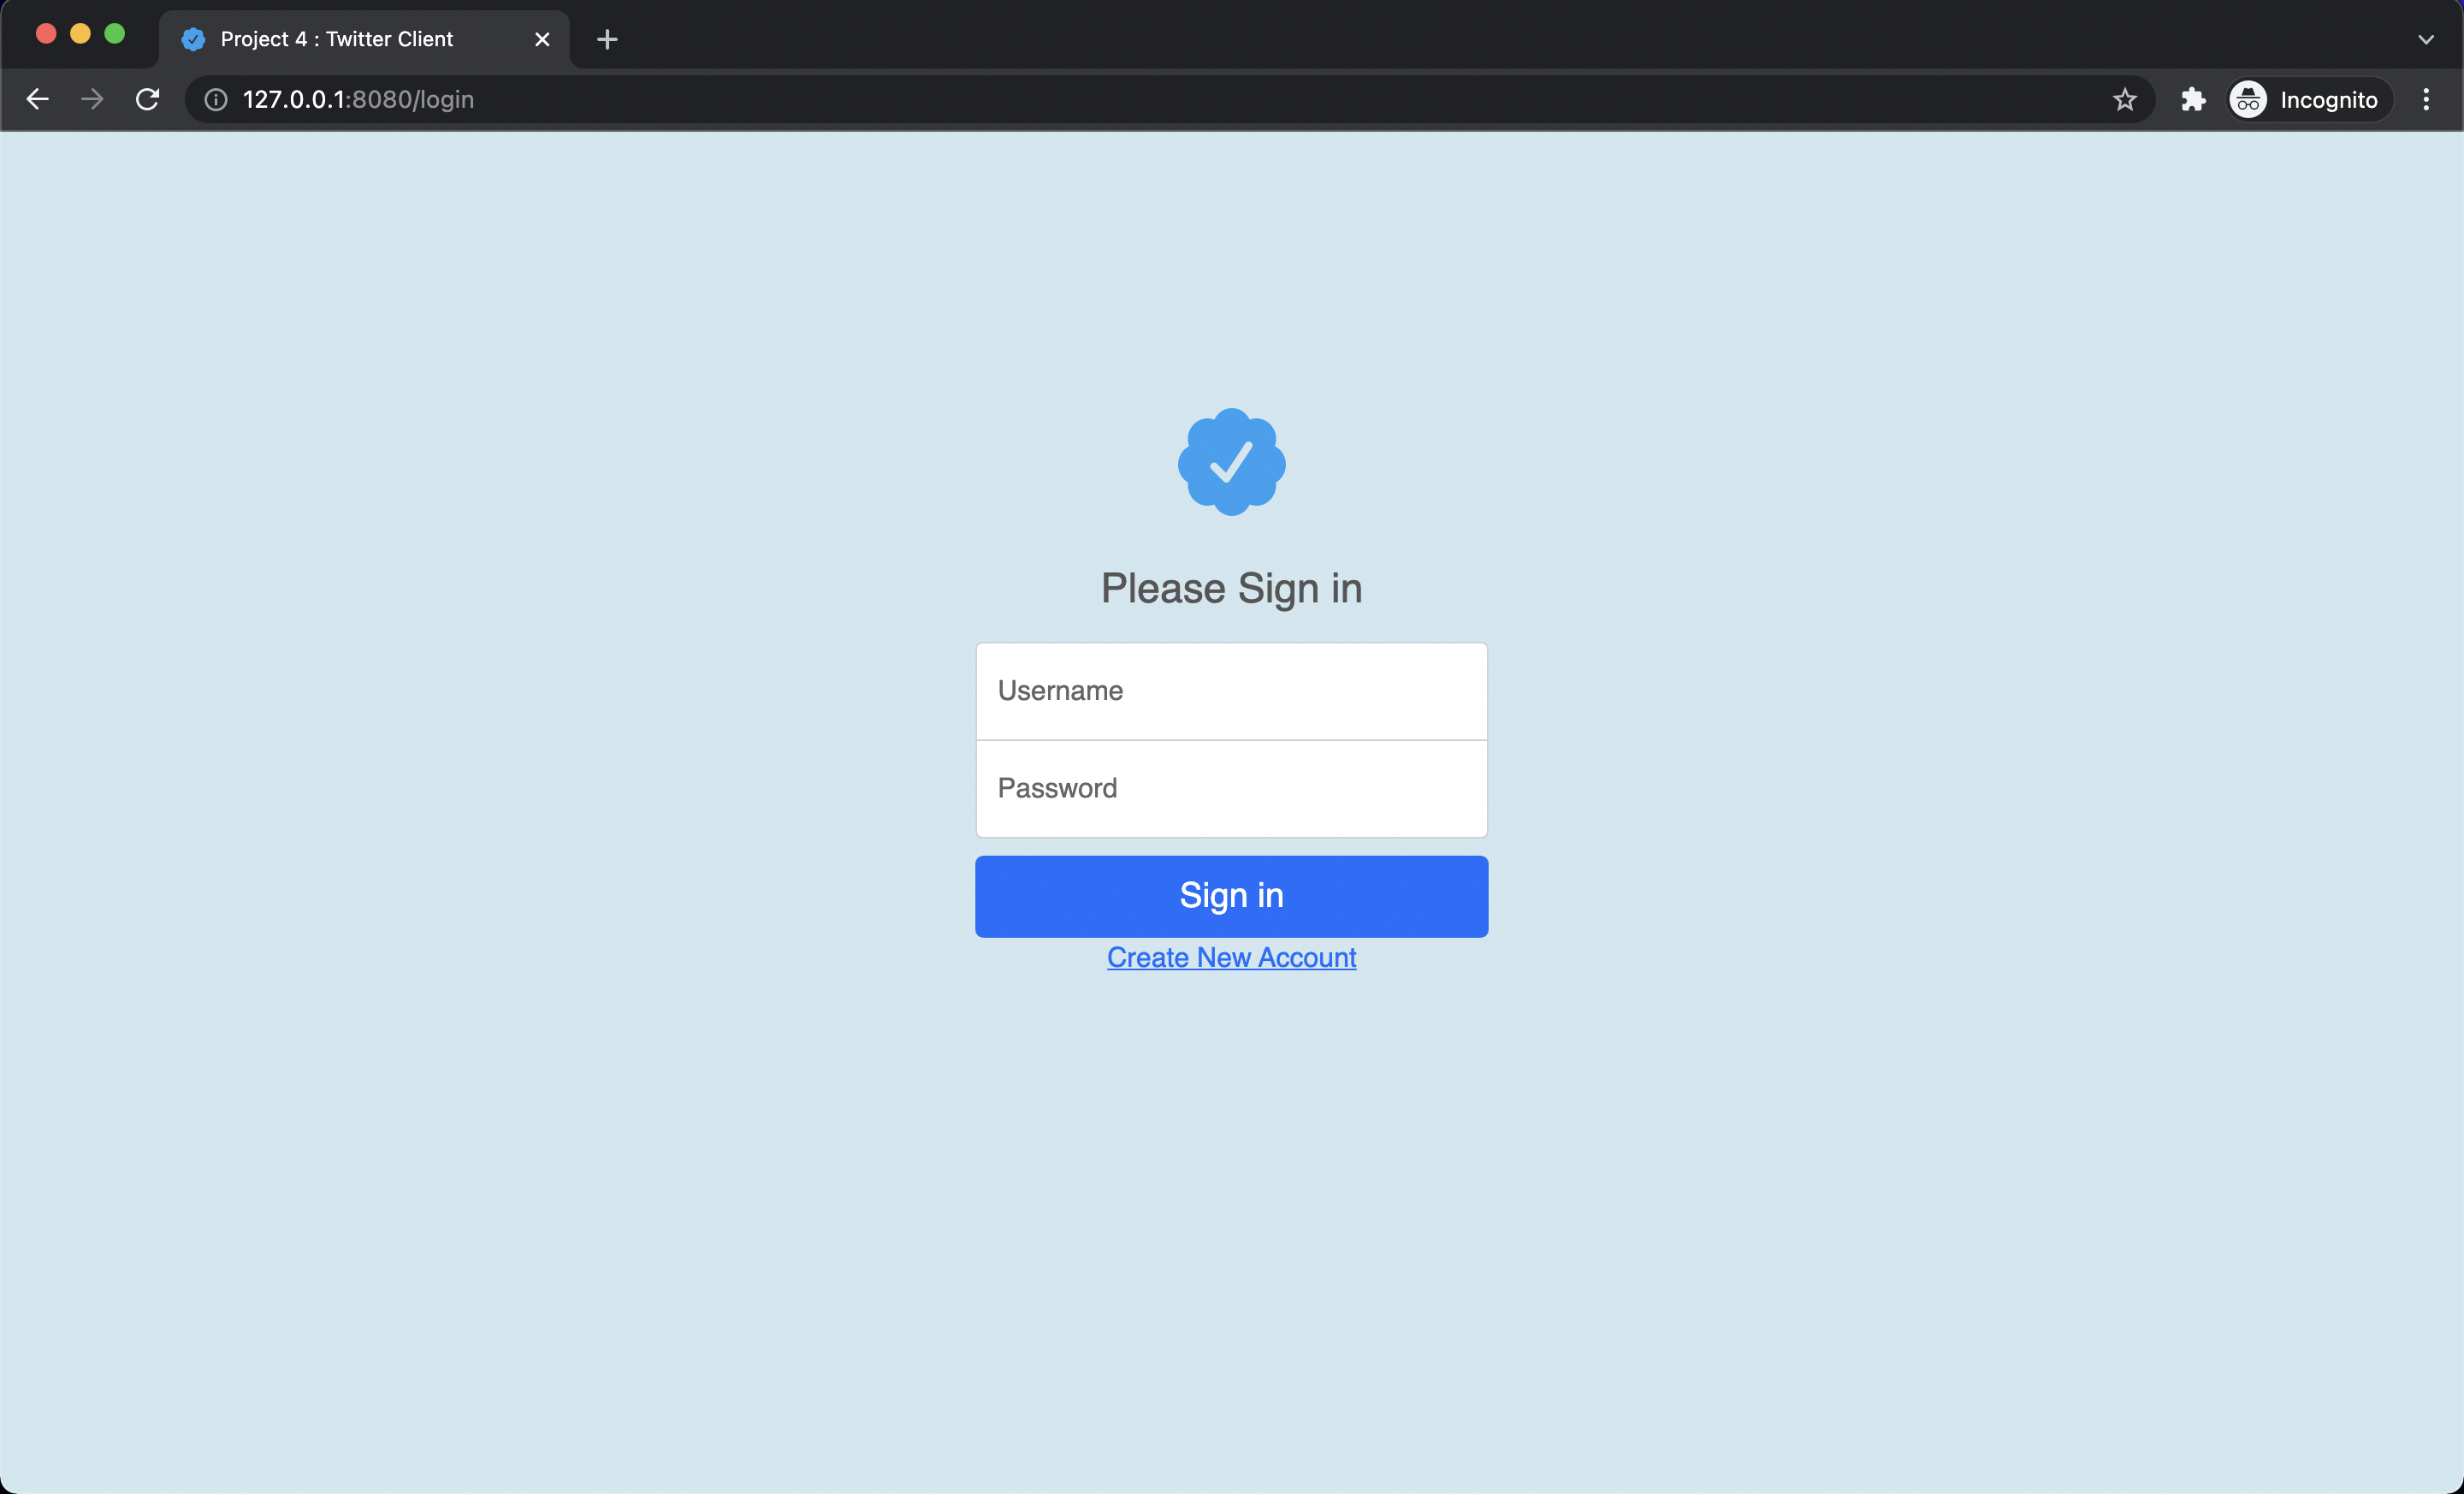 Project 4 : Twitter Client
127.0.0.1:8080/login
Incognito
Please Sign in
Username
Password
Sign in
Create New Account